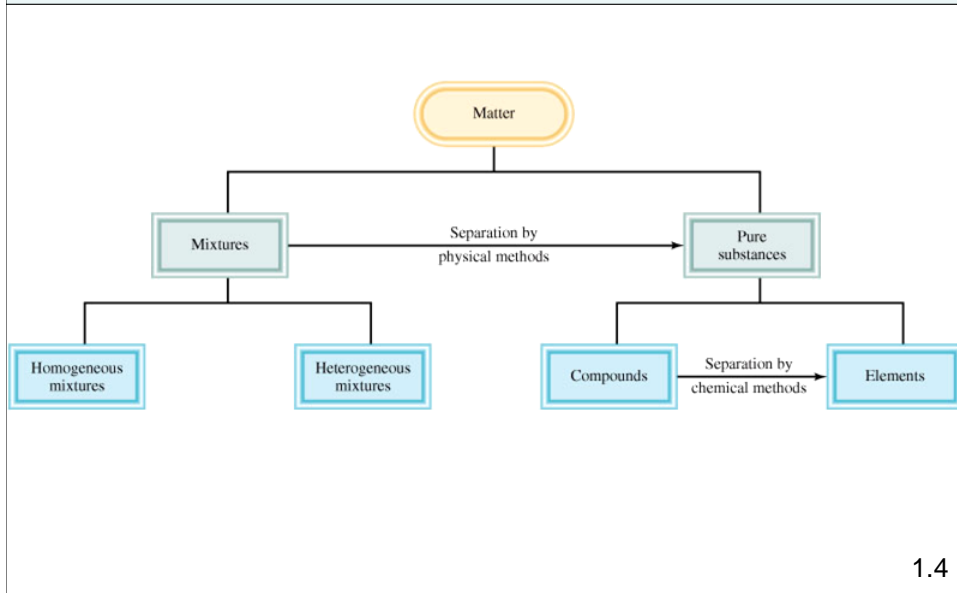 Matter
Mixtures
Separation by
physical methods
Pure
substances
Homogeneous
mixtures
Heterogeneous
mixtures
Compounds
Separation by
chemical methods
Elements
1.4